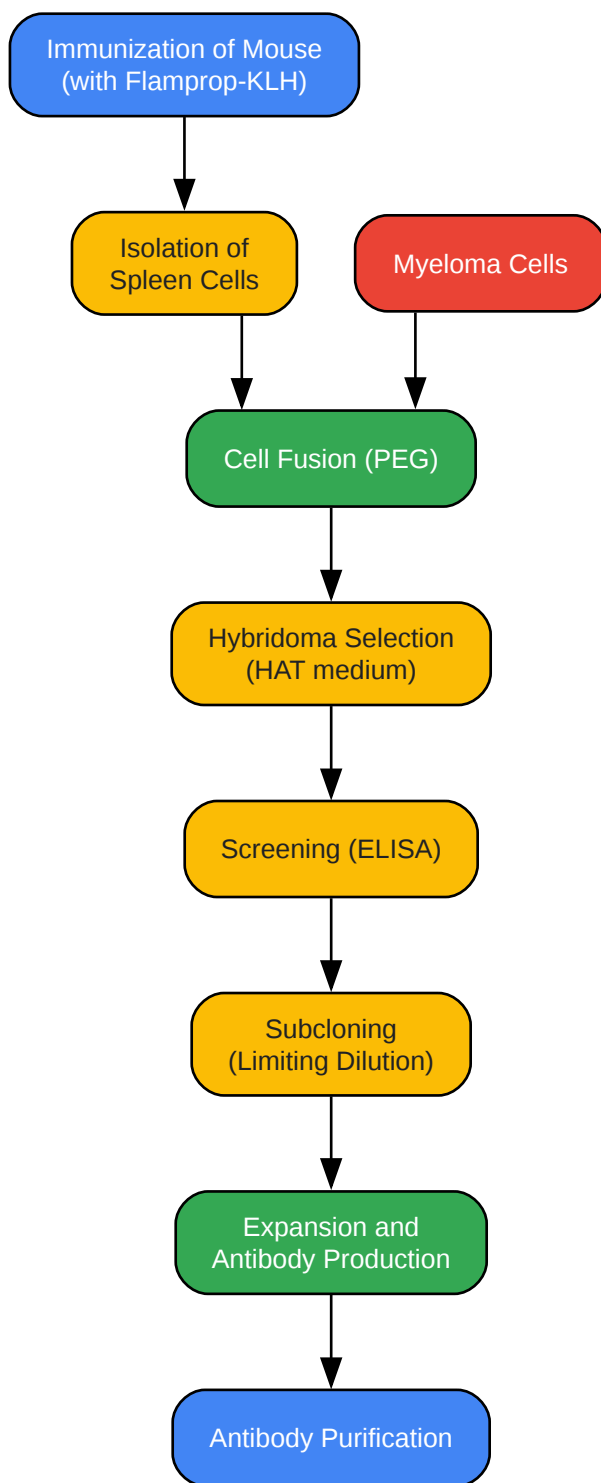 Immunization of Mouse
(with Flamprop-KLH)
Isolation of
Spleen Cells
Myeloma Cells
Cell Fusion (PEG)
Hybridoma Selection
(HAT medium)
Screening (ELISA)
Subcloning
(Limiting Dilution)
Expansion and
Antibody Production
Antibody Purification